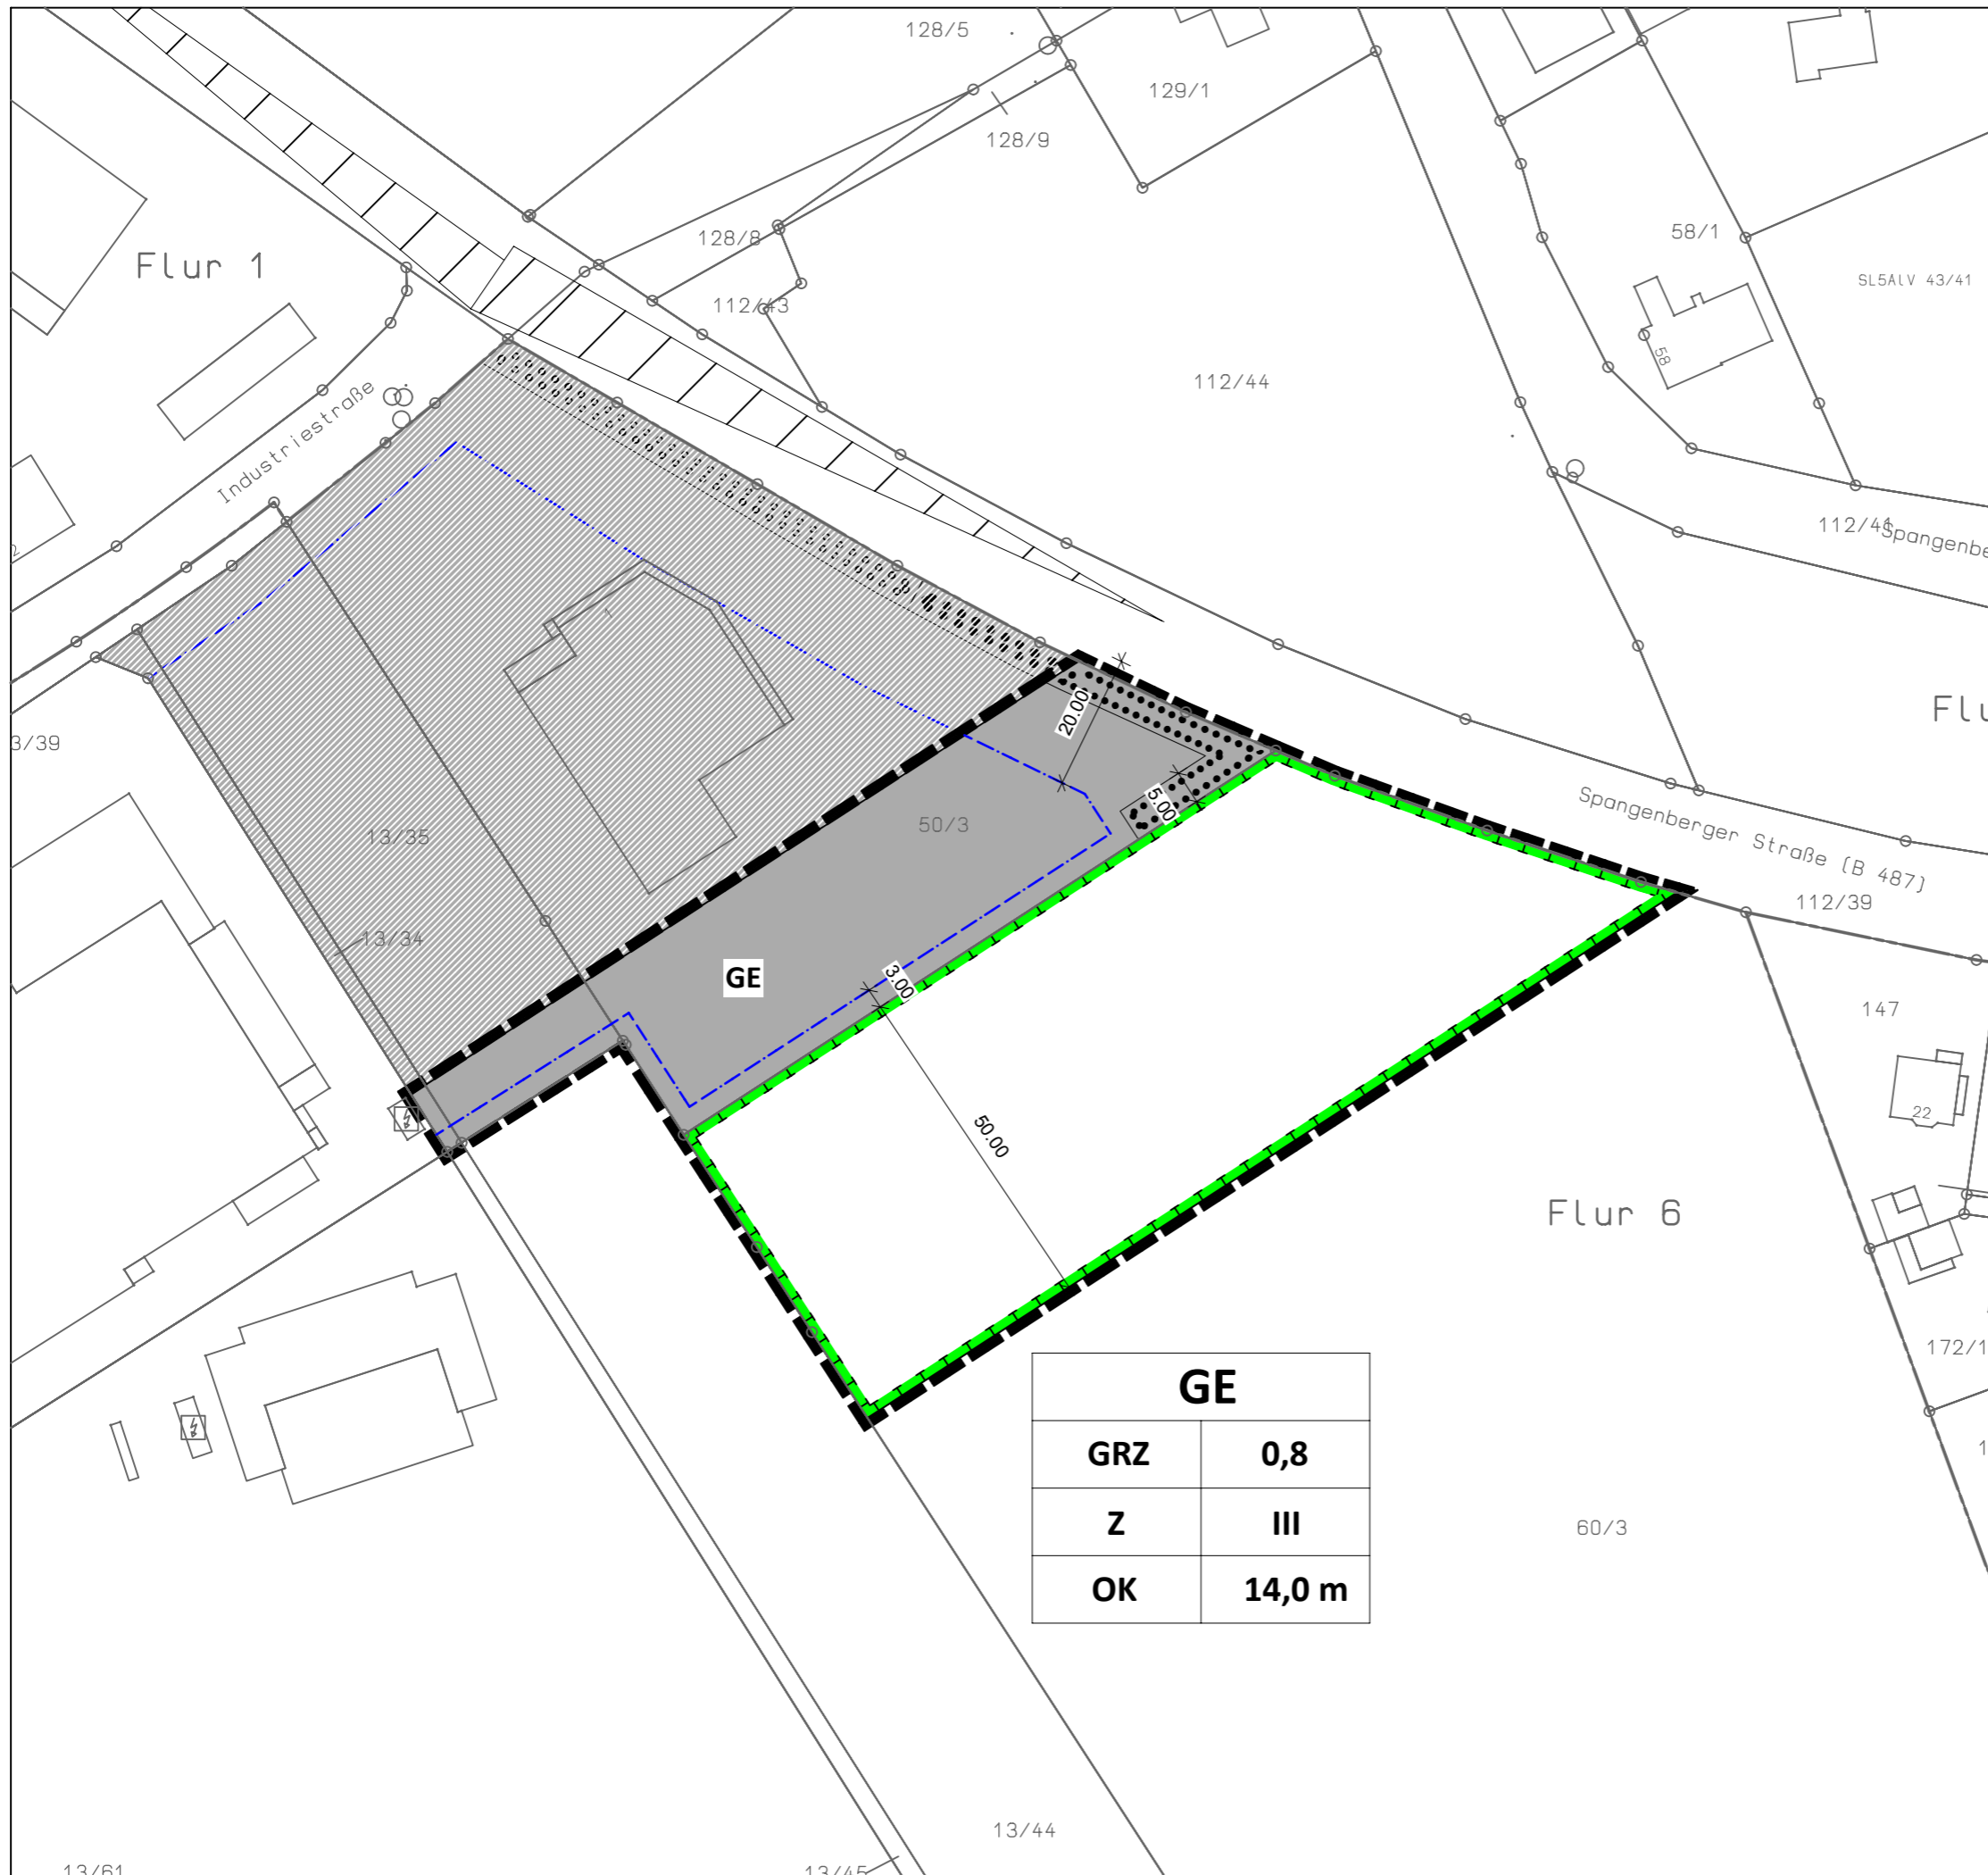 128/5
129/1
128/9
128/8
Flur 1
112/43
58/1
SL5ALV 43/41
58
112/44
Industriestraße
112/41
Spangenbe
2
1
Flu
20.00
3/39
5.00
Spangenberger Straße (B 487)
13/35
50/3
112/39
13/34
GE
3.00
147
50.00
22
Flur 6
172/1
GE
GRZ 0,8
1
Z III
60/3
OK 14,0 m
13/44
13/61
13/45